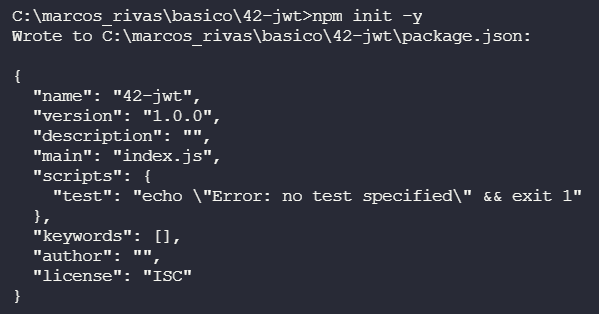 C:\marcos_rivas\basico\42-jwt>npm init -y
Wrote to C:\marcos_rivas\basico\42-jwt\package.json:

{
  "name": "42-jwt",
  "version": "1.0.0",
  "description": "",
  "main": "index.js",
  "scripts": {
    "test": "echo \"Error: no test specified\" && exit 1"
  },
  "keywords": [],
  "author": "",
  "license": "ISC"
}